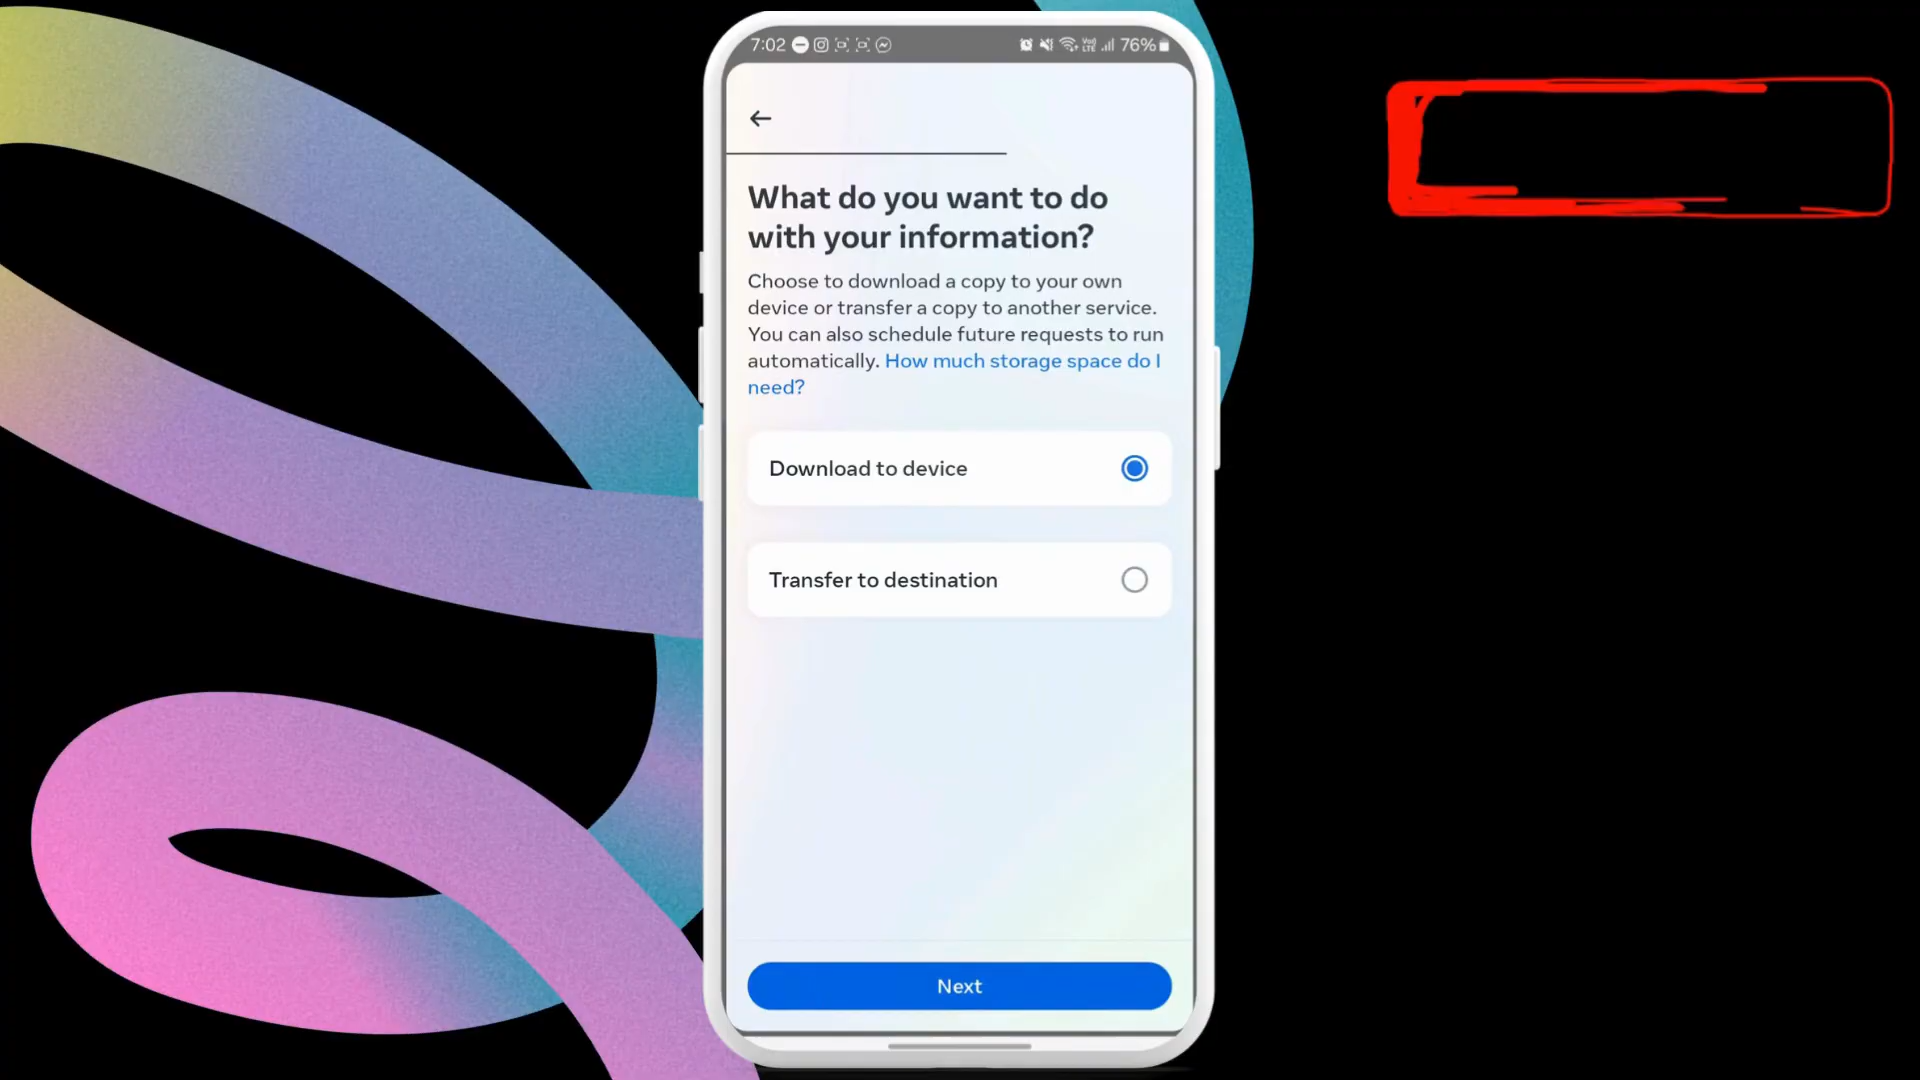 7:02
Vo)) LTE 76%
What do you want to do
with your information?
Choose to download a copy to your own
device or transfer a copy to another service.
You can also schedule future requests to run
automatically. How much storage space do I
need?
Download to device
Transfer to destination
Next